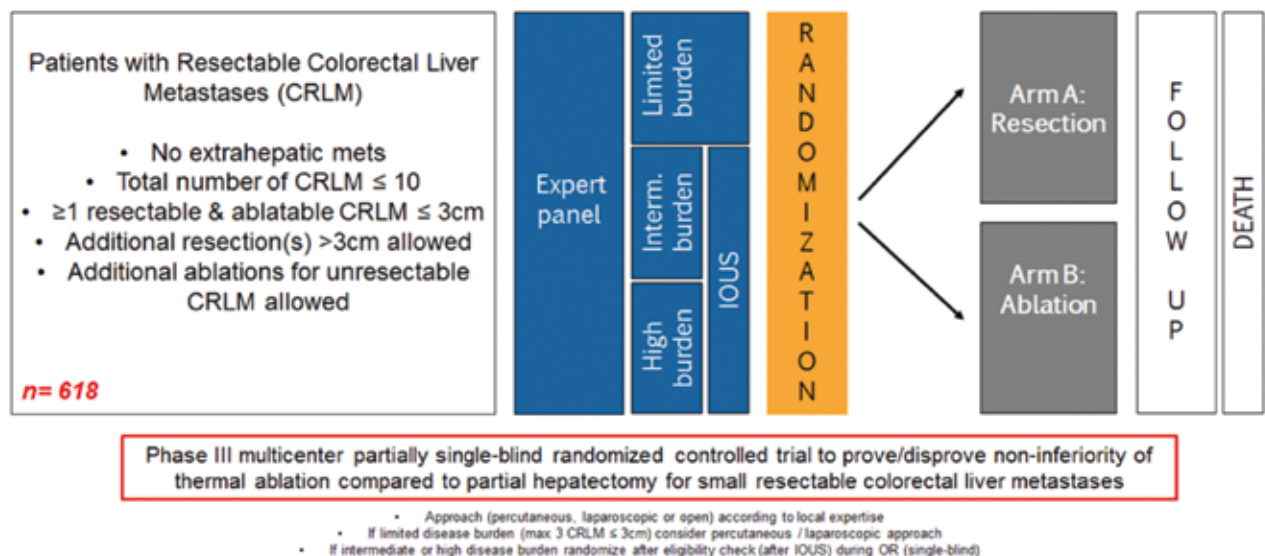 Patients with Resectable Colorectal Liver
Metastases (CRLM)
• No extrahepatic mets
• Total number of CRLM ≤ 10
• ≥1 resectable & ablatable CRLM ≤ 3cm
• Additional resection(s) >3cm allowed
• Additional ablations for unresectable
CRLM allowed
n= 618
Expert
panel
Limited
burden
Interm.
burden
High
burden
IOUS
RANDOMIZATION
Arm A:
Resection
Arm B:
Ablation
FOLLOW UP
DEATH
Phase III multicenter partially single-blind randomized controlled trial to prove/disprove non-inferiority of
thermal ablation compared to partial hepatectomy for small resectable colorectal liver metastases
• Approach (percutaneous, laparoscopic or open) according to local expertise
• If limited disease burden (max 3 CRLM ≤ 3cm) consider percutaneous / laparoscopic approach
• If intermediate or high disease burden randomize after eligibility check (after IOUS) during OR (single-blind)